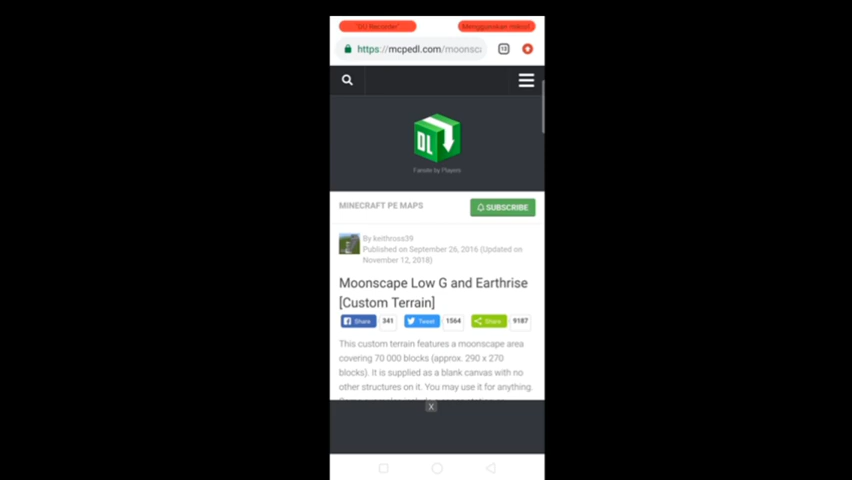 "DU Recorder"...
Menggunakan mikrof
https://mcpedl.com/moonsca
13
DL
Fansite by Players
MINECRAFT PE MAPS
SUBSCRIBE
By keithross39
Published on September 26, 2016 (Updated on
November 12, 2018)
Moonscape Low G and Earthrise
[Custom Terrain]
Share 341 Tweet 1564 Share 9187
This custom terrain features a moonscape area
covering 70 000 blocks (approx. 290 x 270
blocks). It is supplied as a blank canvas with no
other structures on it. You may use it for anything.
X